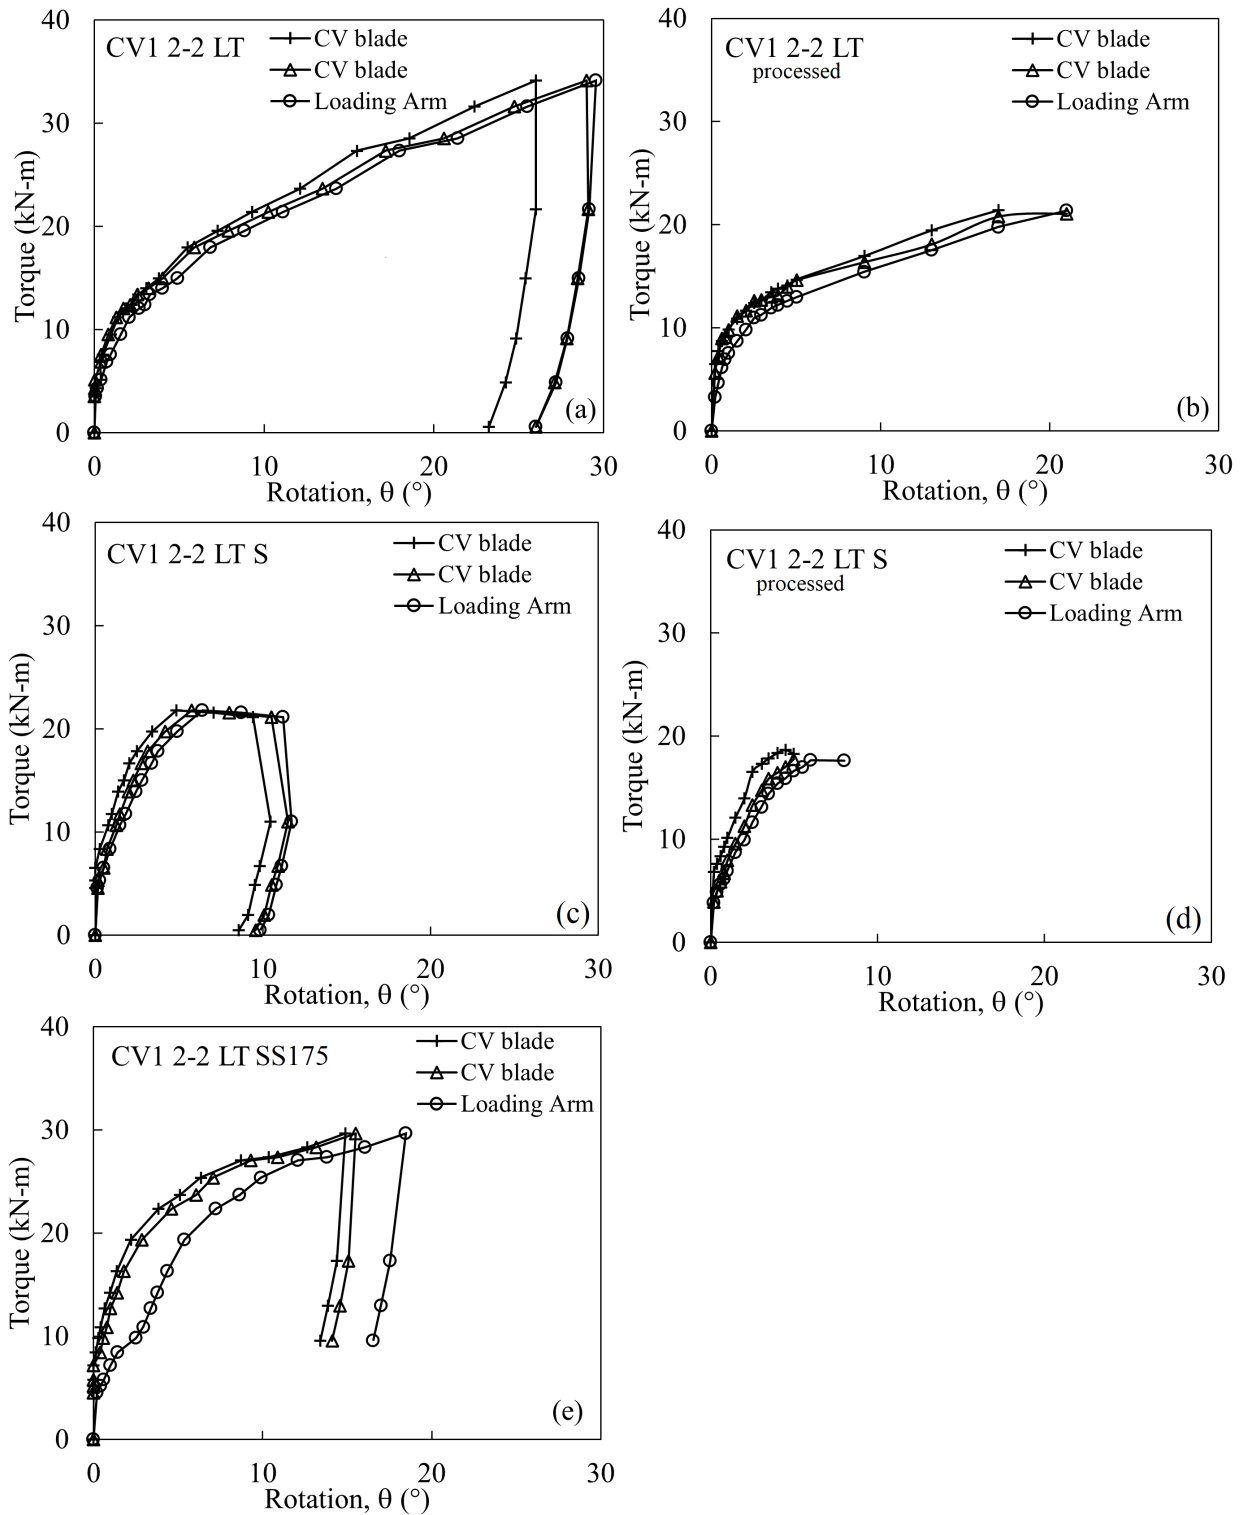 CV1 2-2 LT
CV blade
CV blade
Loading Arm
40
30
20
10
0
Torque (kN-m)
(a)
0 10 20 30
Rotation, θ (°)
CV1 2-2 LT
processed
CV blade
CV blade
Loading Arm
40
30
20
10
0
Torque (kN-m)
(b)
0 10 20 30
Rotation, θ (°)
CV1 2-2 LT S
CV blade
CV blade
Loading Arm
40
30
20
10
0
Torque (kN-m)
(c)
0 10 20 30
Rotation, θ (°)
CV1 2-2 LT S
processed
CV blade
CV blade
Loading Arm
40
30
20
10
0
Torque (kN-m)
(d)
0 10 20 30
Rotation, θ (°)
CV1 2-2 LT SS175
CV blade
CV blade
Loading Arm
40
30
20
10
0
Torque (kN-m)
(e)
0 10 20 30
Rotation, θ (°)